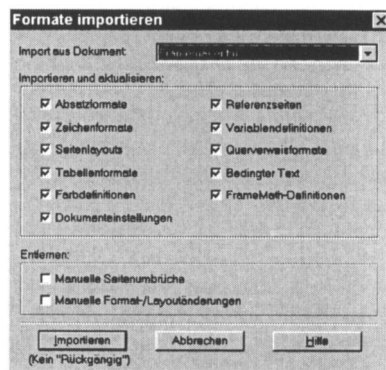 Formate importieren
Import aus Dokument:
Importieren und aktualisieren:
Absatzformate
Referenzseiten
Zeichenformate
Variablendefinitionen
Seitenlayouts
Querverweisformate
Tabellenformate
Bedingter Text
Farbdefinitionen
FrameMath-Definitionen
Dokumenteinstellungen
Entfernen:
Manuelle Seitenumbrüche
Manuelle Format-/Layoutänderungen
Importieren
Abbrechen
Hilfe
(Kein "Rückgängig")